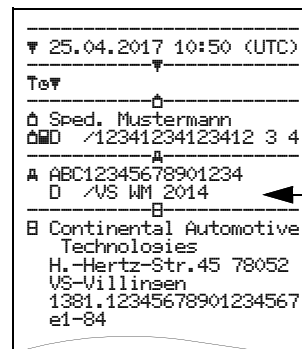 ▼ 25.04.2017 10:50 (UTC)
Sped. Mustermann
D /12341234123412 3 4
A ABC12345678901234
D /VS WM 2014
Continental Automotive
Technologies
H.-Hertz-Str.45 78052
VS-Villingen
1381.12345678901234567
e1-84